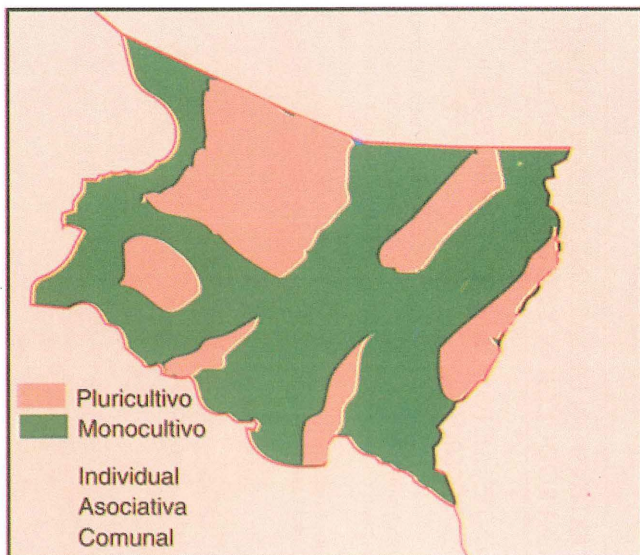 Pluricultivo
Monocultivo
Individual
Asociativa
Comunal